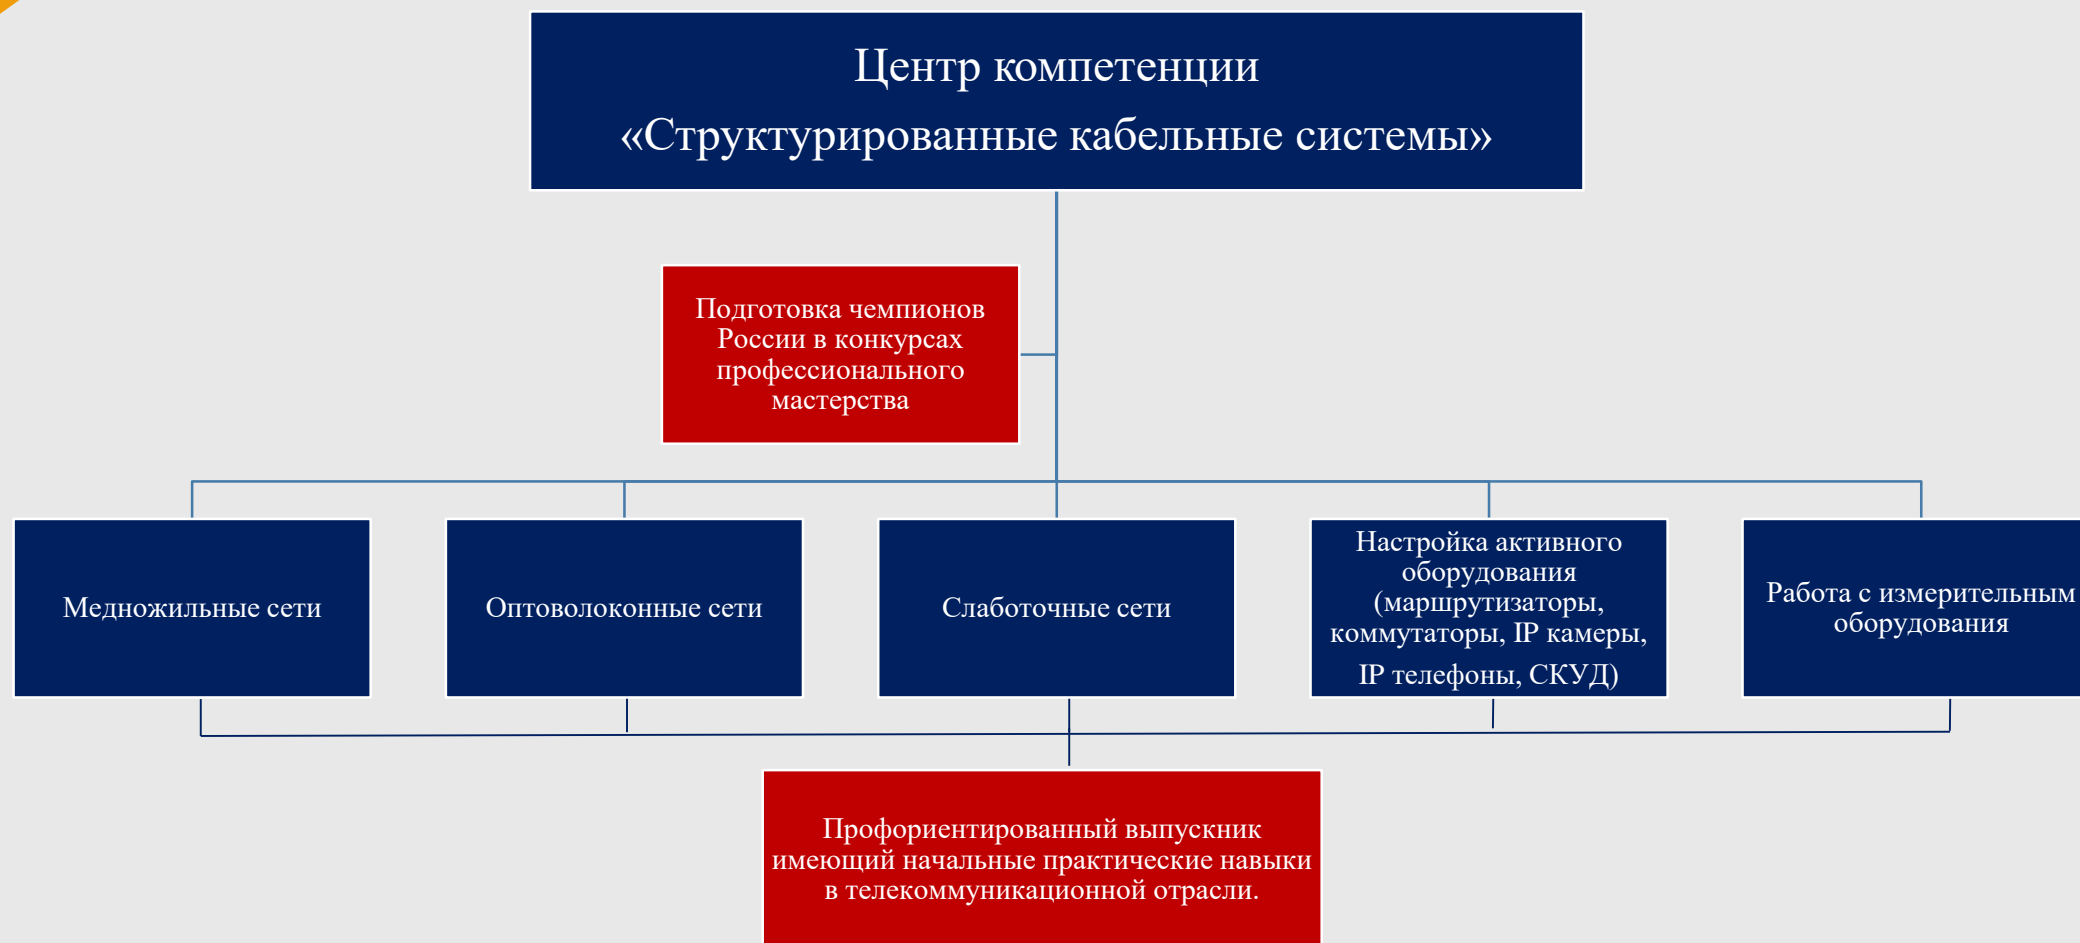 Центр компетенции
«Структурированные кабельные системы»
Подготовка чемпионов
России в конкурсах
профессионального
мастерства
Медножильные сети
Оптоволоконные сети
Слаботочные сети
Настройка активного
оборудования
(маршрутизаторы,
коммутаторы, IP камеры,
IP телефоны, СКУД)
Работа с измерительным
оборудования
Профориентированный выпускник
имеющий начальные практические навыки
в телекоммуникационной отрасли.